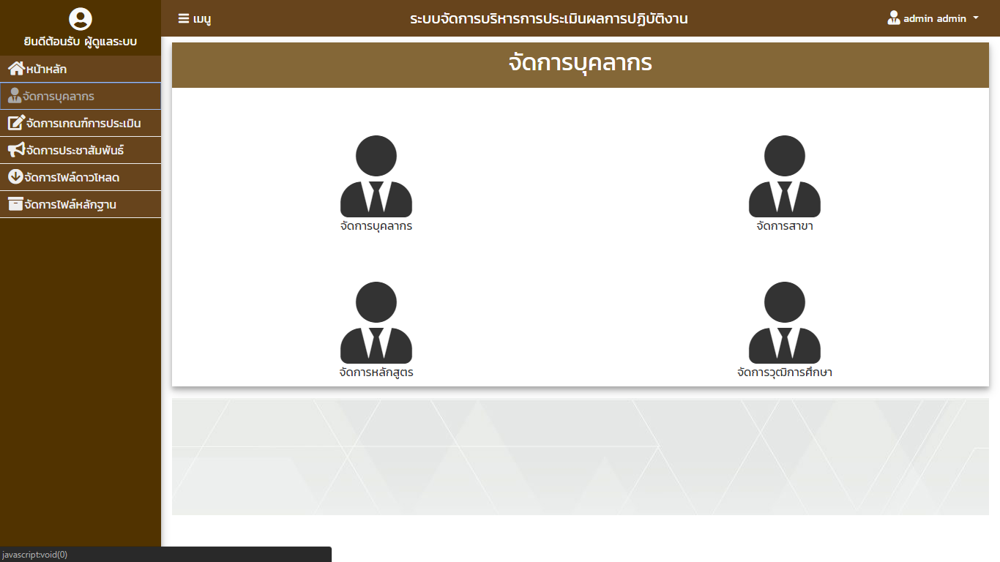 เมนู
ระบบจัดการบริหารการประเมินผลการปฏิบัติงาน
admin admin
ยินดีต้อนรับ ผู้ดูแลระบบ
หน้าหลัก
จัดการบุคลากร
จัดการเกณฑ์การประเมิน
จัดการประชาสัมพันธ์
จัดการไฟล์ดาวโหลด
จัดการไฟล์หลักฐาน
จัดการบุคลากร
จัดการบุคลากร
จัดการสาขา
จัดการหลักสูตร
จัดการวุฒิการศึกษา
javascript:void(0)